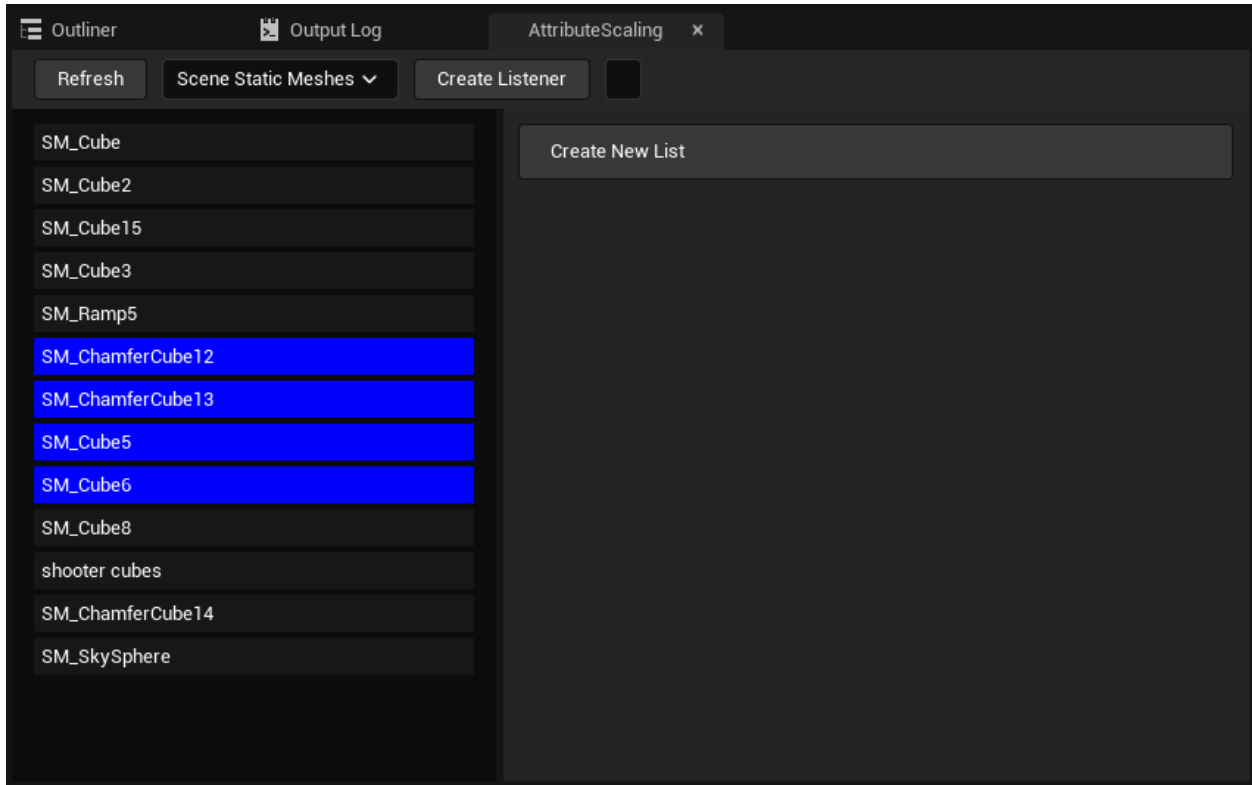 Outliner Output Log AttributeScaling ×
Refresh Scene Static Meshes Create Listener
SM_Cube
SM_Cube2
SM_Cube15
SM_Cube3
SM_Ramp5
SM_ChamferCube12
SM_ChamferCube13
SM_Cube5
SM_Cube6
SM_Cube8
shooter cubes
SM_ChamferCube14
SM_SkySphere
Create New List